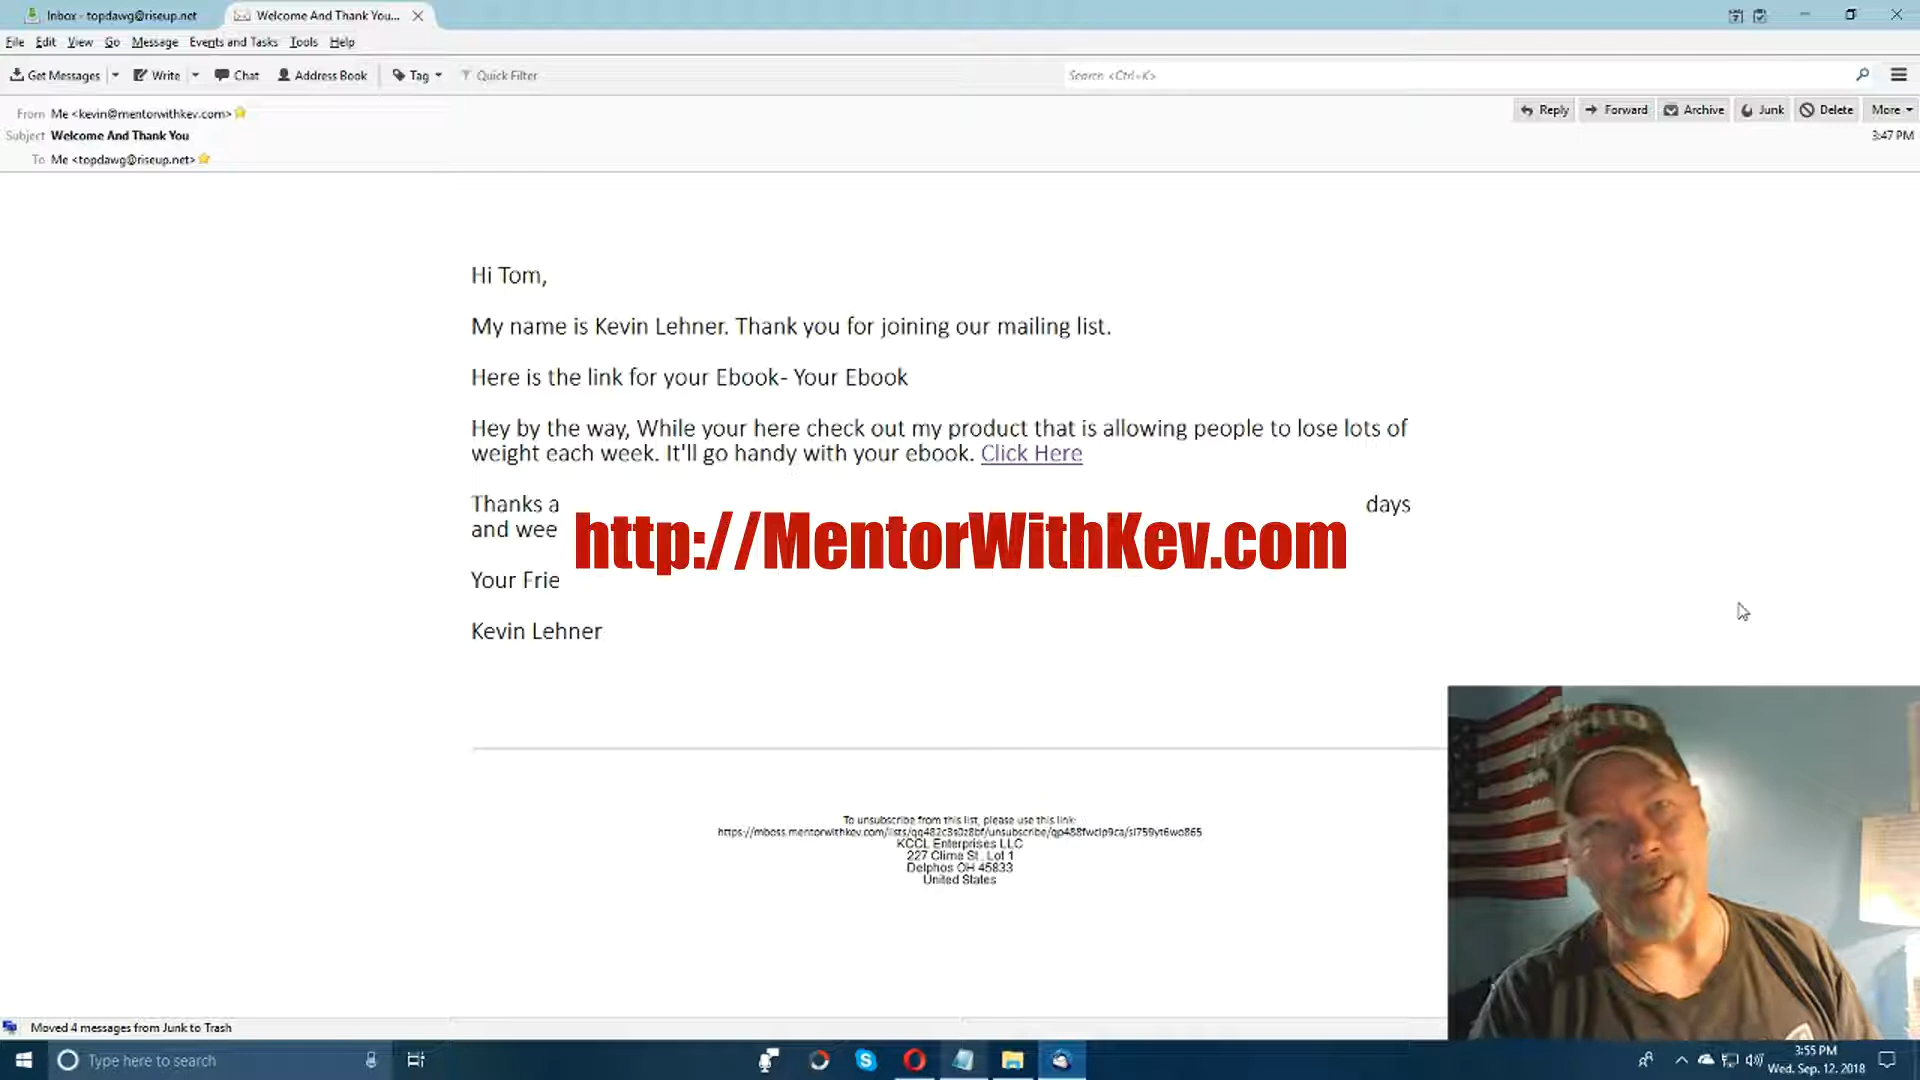 Inbox - topdawg@riseup.net
Welcome And Thank You...
File Edit View Go Message Events and Tasks Tools Help
Get Messages Write Chat Address Book Tag Quick Filter
Search <Ctrl+K>
From Me <kevin@mentorwithkev.com>
Reply Forward Archive Junk Delete More
Subject Welcome And Thank You
3:47 PM
To Me <topdawg@riseup.net>
Hi Tom,
My name is Kevin Lehner. Thank you for joining our mailing list.
Here is the link for your Ebook- Your Ebook
Hey by the way, While your here check out my product that is allowing people to lose lots of
weight each week. It'll go handy with your ebook. Click Here
Thanks a days
and wee
http://MentorWithKev.com
Your Frie
Kevin Lehner
To unsubscribe from this list, please use this link:
KCCL Enterprises LLC
227 Clime St. Lot 1
Delphos OH 45833
United States
Moved 4 messages from Junk to Trash
Type here to search
3:55 PM
Wed. Sep. 12, 2018